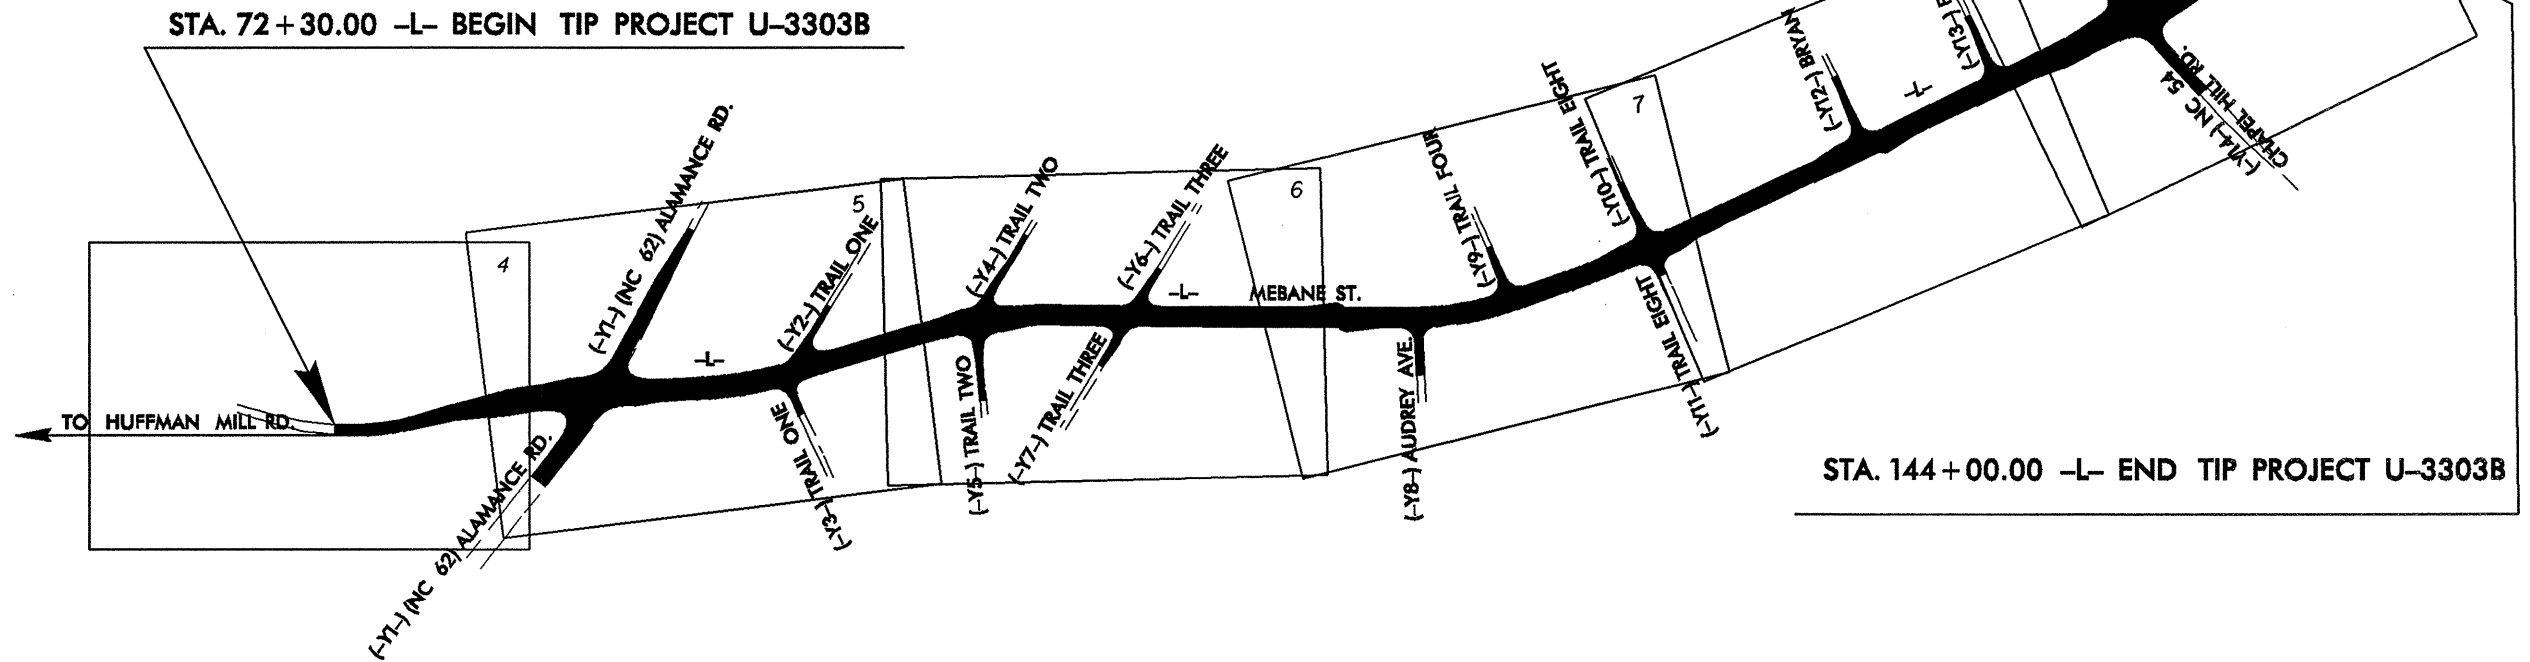 STA. 72+30.00 –L– BEGIN TIP PROJECT U–3303B
TO HUFFMAN MILL RD.
4
(–Y1–) (NC 62) ALAMANCE RD.
(–Y1–) (NC 62) ALAMANCE RD.
–L–
5
(–Y2–) TRAIL ONE
(–Y3–) TRAIL ONE
(–Y4–) TRAIL TWO
(–Y5–) TRAIL TWO
(–Y6–) TRAIL THREE
(–Y7–) TRAIL THREE
–L–
MEBANE ST.
6
(–Y8–) AUDREY AVE.
(–Y9–) TRAIL FOUR
(–Y10–) TRAIL EIGHT
TRAIL EIGHT
(–Y11–) TRAIL EIGHT
7
(–Y12–) BRYAN
–L–
(–Y13–)
(–Y14–) NC 54
CHAPEL HILL RD.
STA. 144+00.00 –L– END TIP PROJECT U–3303B